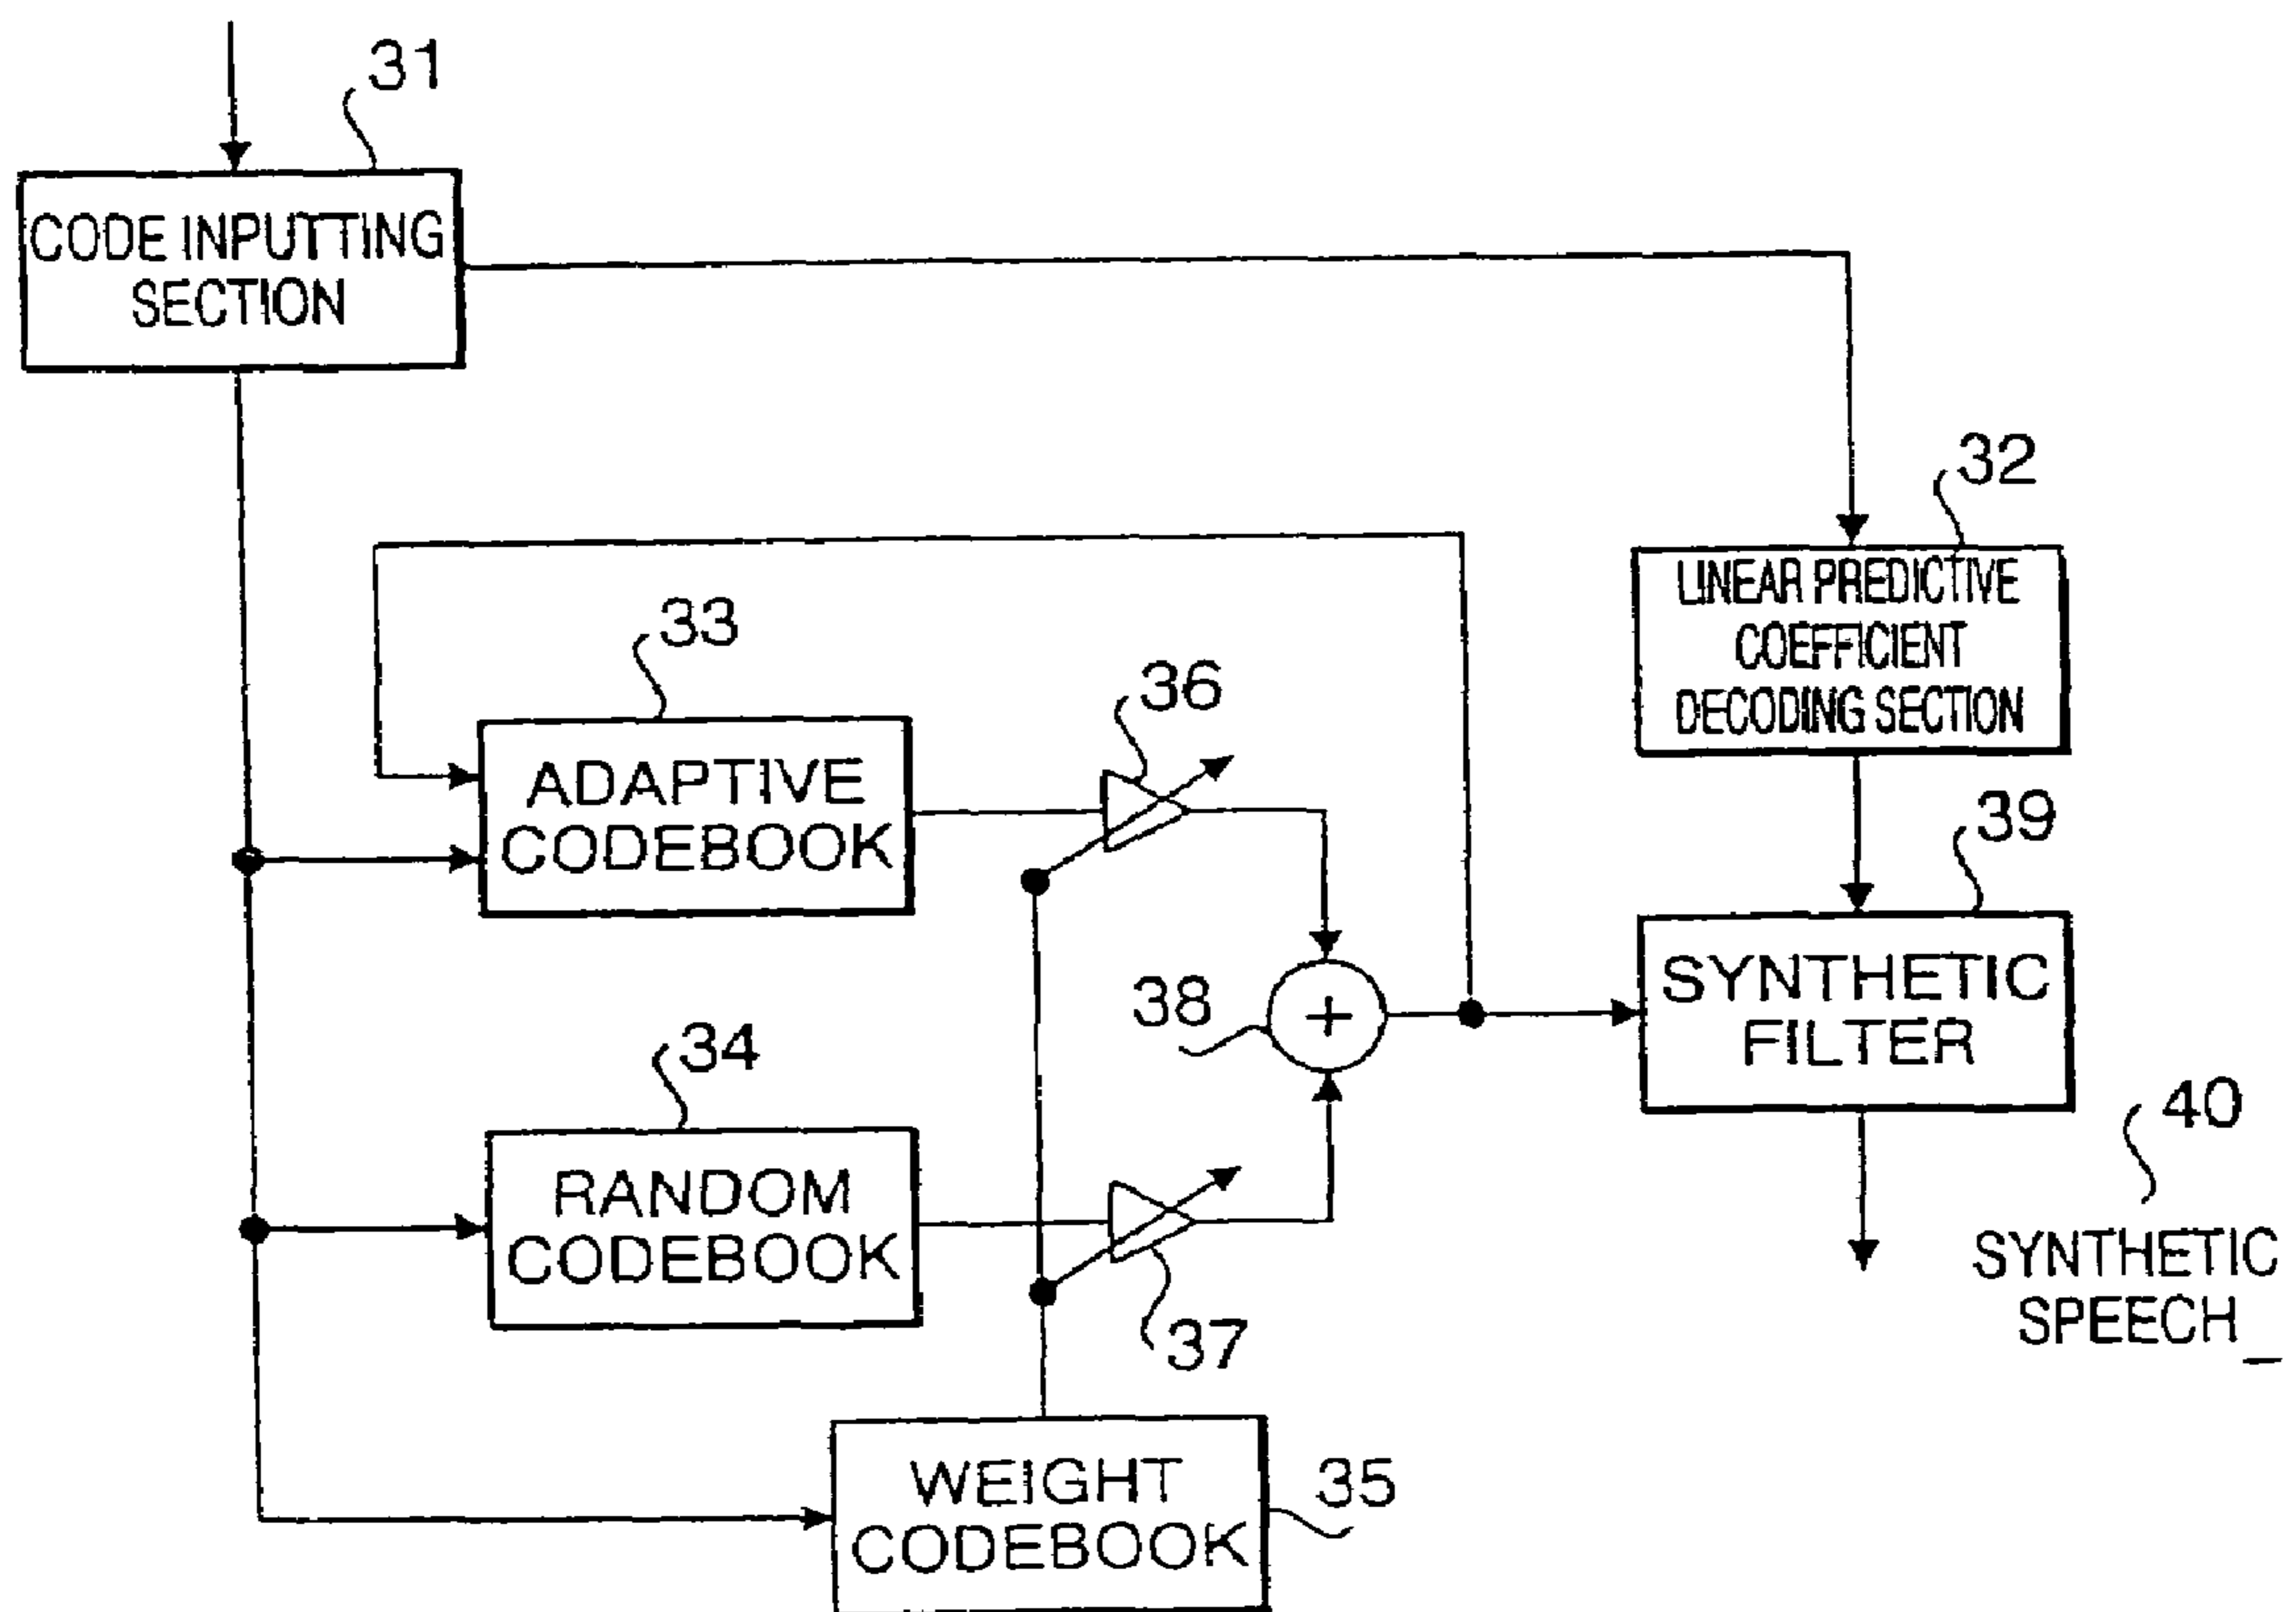 31
CODE INPUTTING
SECTION
32
LINEAR PREDICTIVE
COEFFICIENT
DECODING SECTION
33
ADAPTIVE
CODEBOOK
36
39
SYNTHETIC
FILTER
38
+
34
RANDOM
CODEBOOK
37
40
SYNTHETIC
SPEECH
35
WEIGHT
CODEBOOK